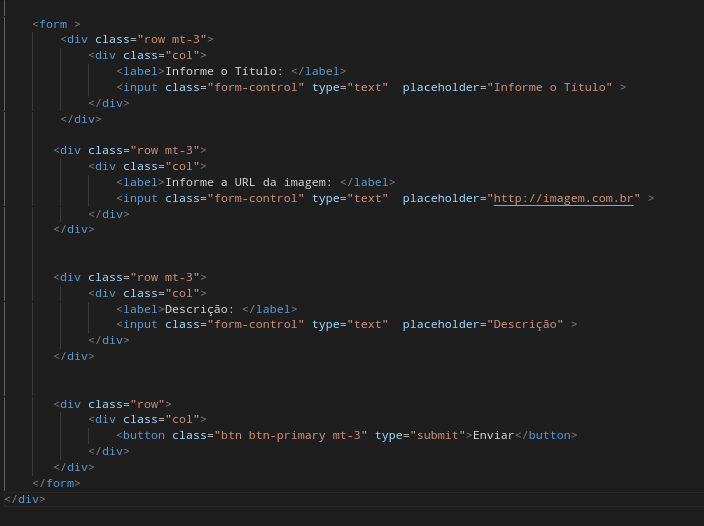 <form >
<div class="row mt-3">
<div class="col">
<label>Informe o Título: </label>
<input class="form-control" type="text"  placeholder="Informe o Título" >
</div>
</div>
<div class="row mt-3">
<div class="col">
<label>Informe a URL da imagem: </label>
<input class="form-control" type="text"  placeholder="http://imagem.com.br" >
</div>
</div>
<div class="row mt-3">
<div class="col">
<label>Descrição: </label>
<input class="form-control" type="text"  placeholder="Descrição" >
</div>
</div>
<div class="row">
<div class="col">
<button class="btn btn-primary mt-3" type="submit">Enviar</button>
</div>
</div>
</form>
</div>